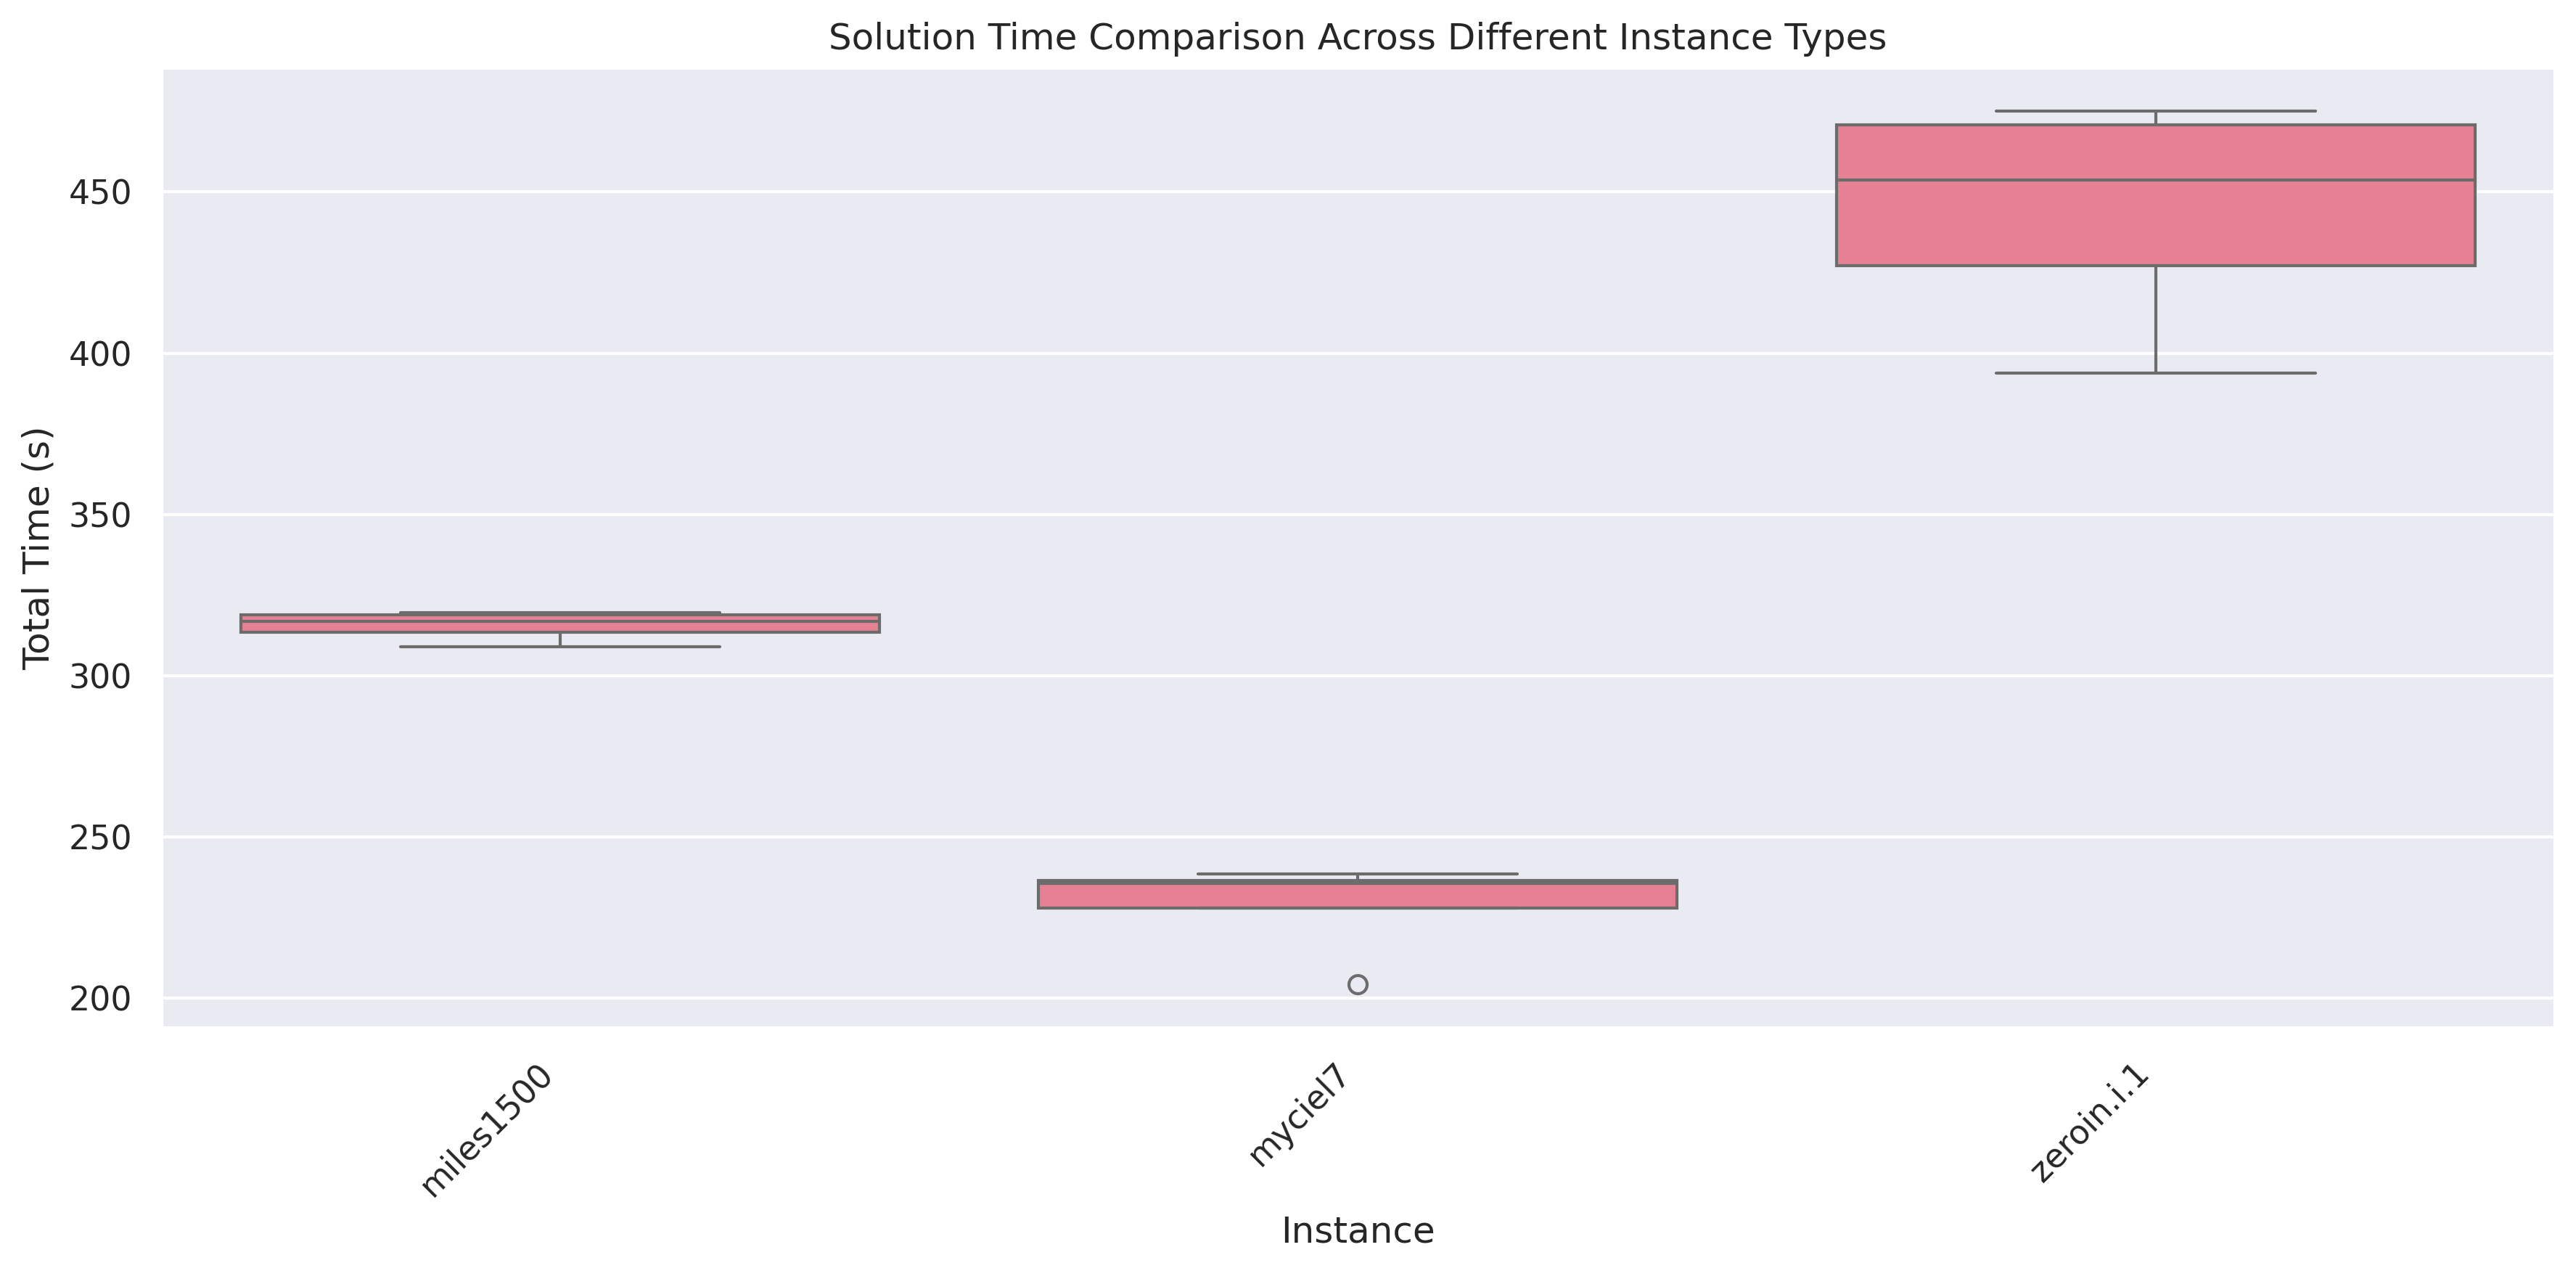 Solution Time Comparison Across Different Instance Types
Total Time (s)
450
400
350
300
250
200
miles1500
myciel7
zeroin.i.1
Instance